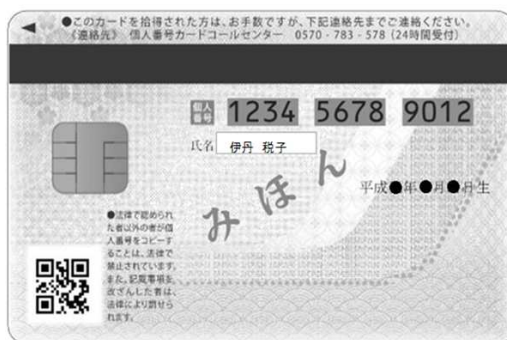 ●このカードを拾得された方は、お手数ですが、下記連絡先までご連絡ください。
《連絡先》 個人番号カードコールセンター 0570-783-578（24時間受付）
個人番号 1234 5678 9012
氏名 伊丹 税子
平成●年●月●日生
みほん
●法律で認められ
た者以外の者が個
人番号をコピーす
ることは、法律で
禁止されています。
また、記載事項を
改ざんした者は、
法律により罰せら
れます。